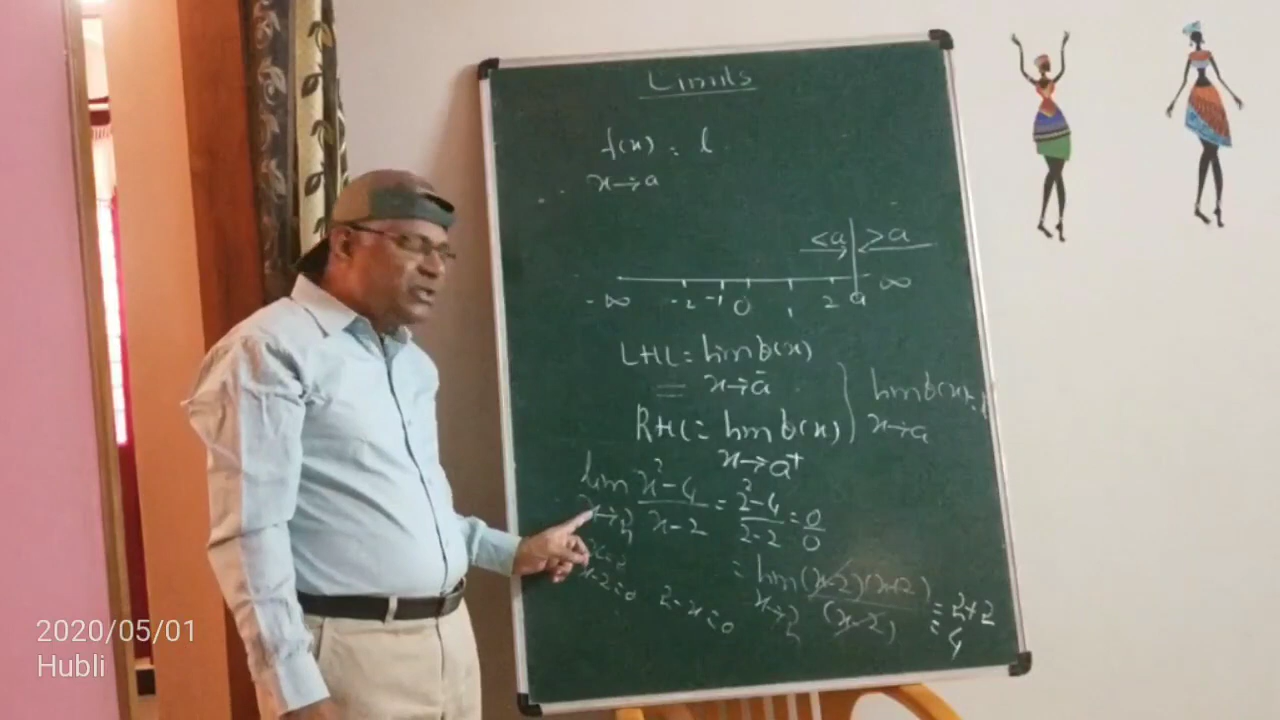 Limits
f(x) = l
x→a
<a >a
-∞ -2 -1 0 1 2 a ∞
LHL = lim f(x)
x→a⁻
RHL = lim f(x)
x→a⁺
lim f(x) = l
x→a
lim x²-4 / x-2 = 2²-4 / 2-2 = 0/0
x→2
x-2=0 2-x=0
= lim (x-2)(x+2) / (x-2) = 2+2
x→2
= 4
2020/05/01
Hubli